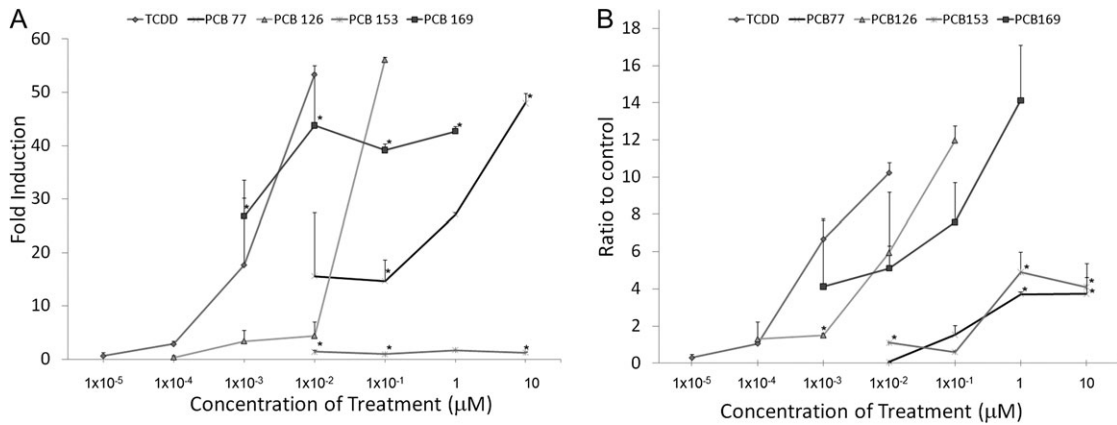 A
TCDD PCB 77 PCB 126 PCB 153 PCB 169
60
50
40
30
20
10
0
Fold Induction
* * * * * * * * *
1x10-5 1x10-4 1x10-3 1x10-2 1x10-1 1 10
Concentration of Treatment (μM)
B
TCDD PCB77 PCB126 PCB153 PCB169
18
16
14
12
10
8
6
4
2
0
Ratio to control
* * * * * *
1x10-5 1x10-4 1x10-3 1x10-2 1x10-1 1 10
Concentration of Treatment (μM)